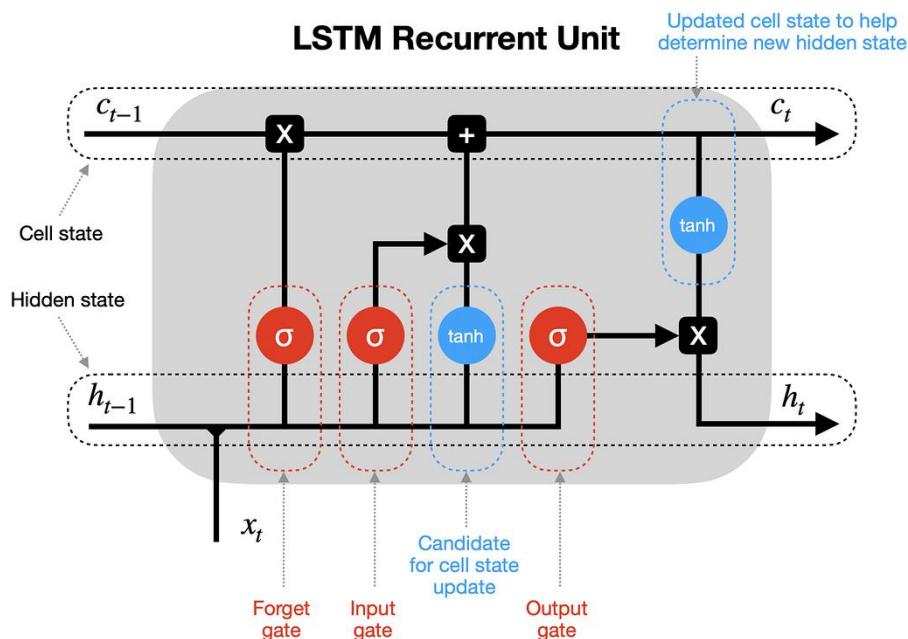 Updated cell state to help
determine new hidden state
LSTM Recurrent Unit
c_{t-1}
c_t
X
+
Cell state
X
tanh
Hidden state
σ
σ
tanh
σ
X
h_{t-1}
h_t
x_t
Candidate
for cell state
update
Forget
gate
Input
gate
Output
gate